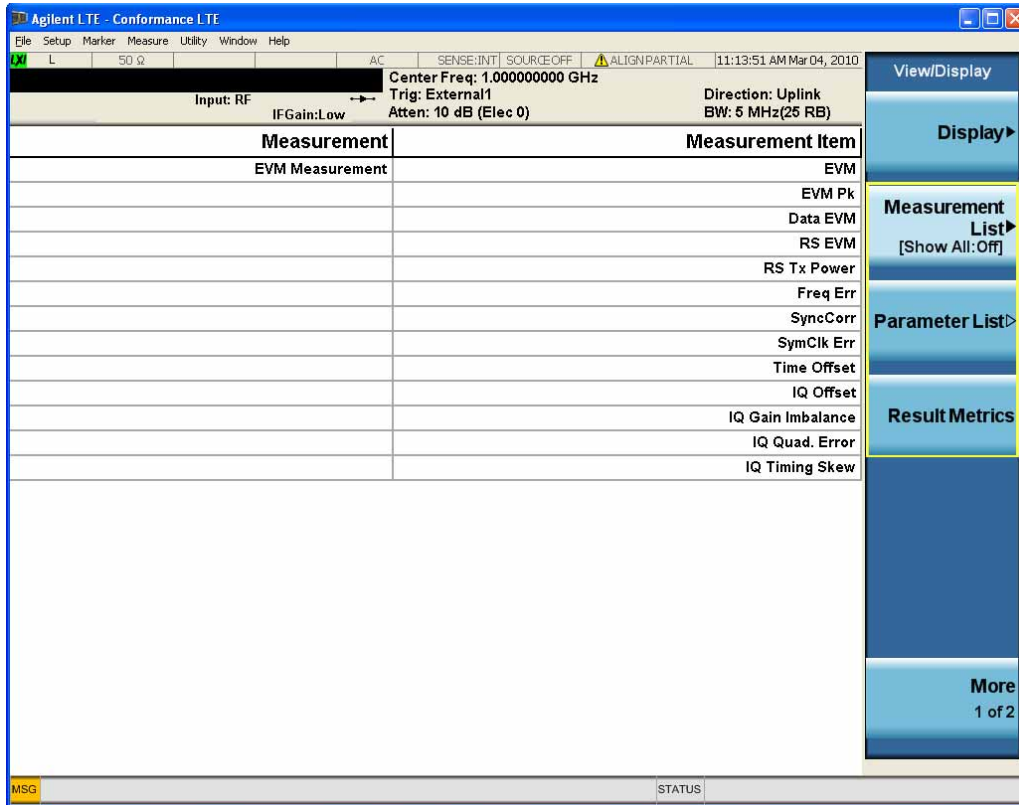 Agilent LTE - Conformance LTE
File Setup Marker Measure Utility Window Help
LXI L 50 Ω AC SENSE:INT SOURCE OFF ALIGN PARTIAL 11:13:51 AM Mar 04, 2010
Center Freq: 1.000000000 GHz
Input: RF Trig: External1 Direction: Uplink
IFGain:Low Atten: 10 dB (Elec 0) BW: 5 MHz(25 RB)
Measurement Measurement Item
EVM Measurement EVM
EVM Pk
Data EVM
RS EVM
RS Tx Power
Freq Err
SyncCorr
SymClk Err
Time Offset
IQ Offset
IQ Gain Imbalance
IQ Quad. Error
IQ Timing Skew
View/Display
Display
Measurement
List
[Show All:Off]
Parameter List
Result Metrics
More
1 of 2
MSG STATUS